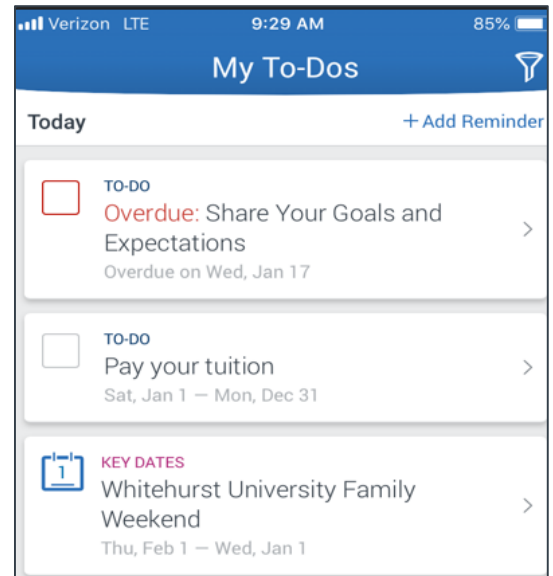 Verizon LTE 9:29 AM 85%
My To-Dos
Today + Add Reminder
TO-DO
Overdue: Share Your Goals and
Expectations
Overdue on Wed, Jan 17
TO-DO
Pay your tuition
Sat, Jan 1 — Mon, Dec 31
1
KEY DATES
Whitehurst University Family
Weekend
Thu, Feb 1 — Wed, Jan 1